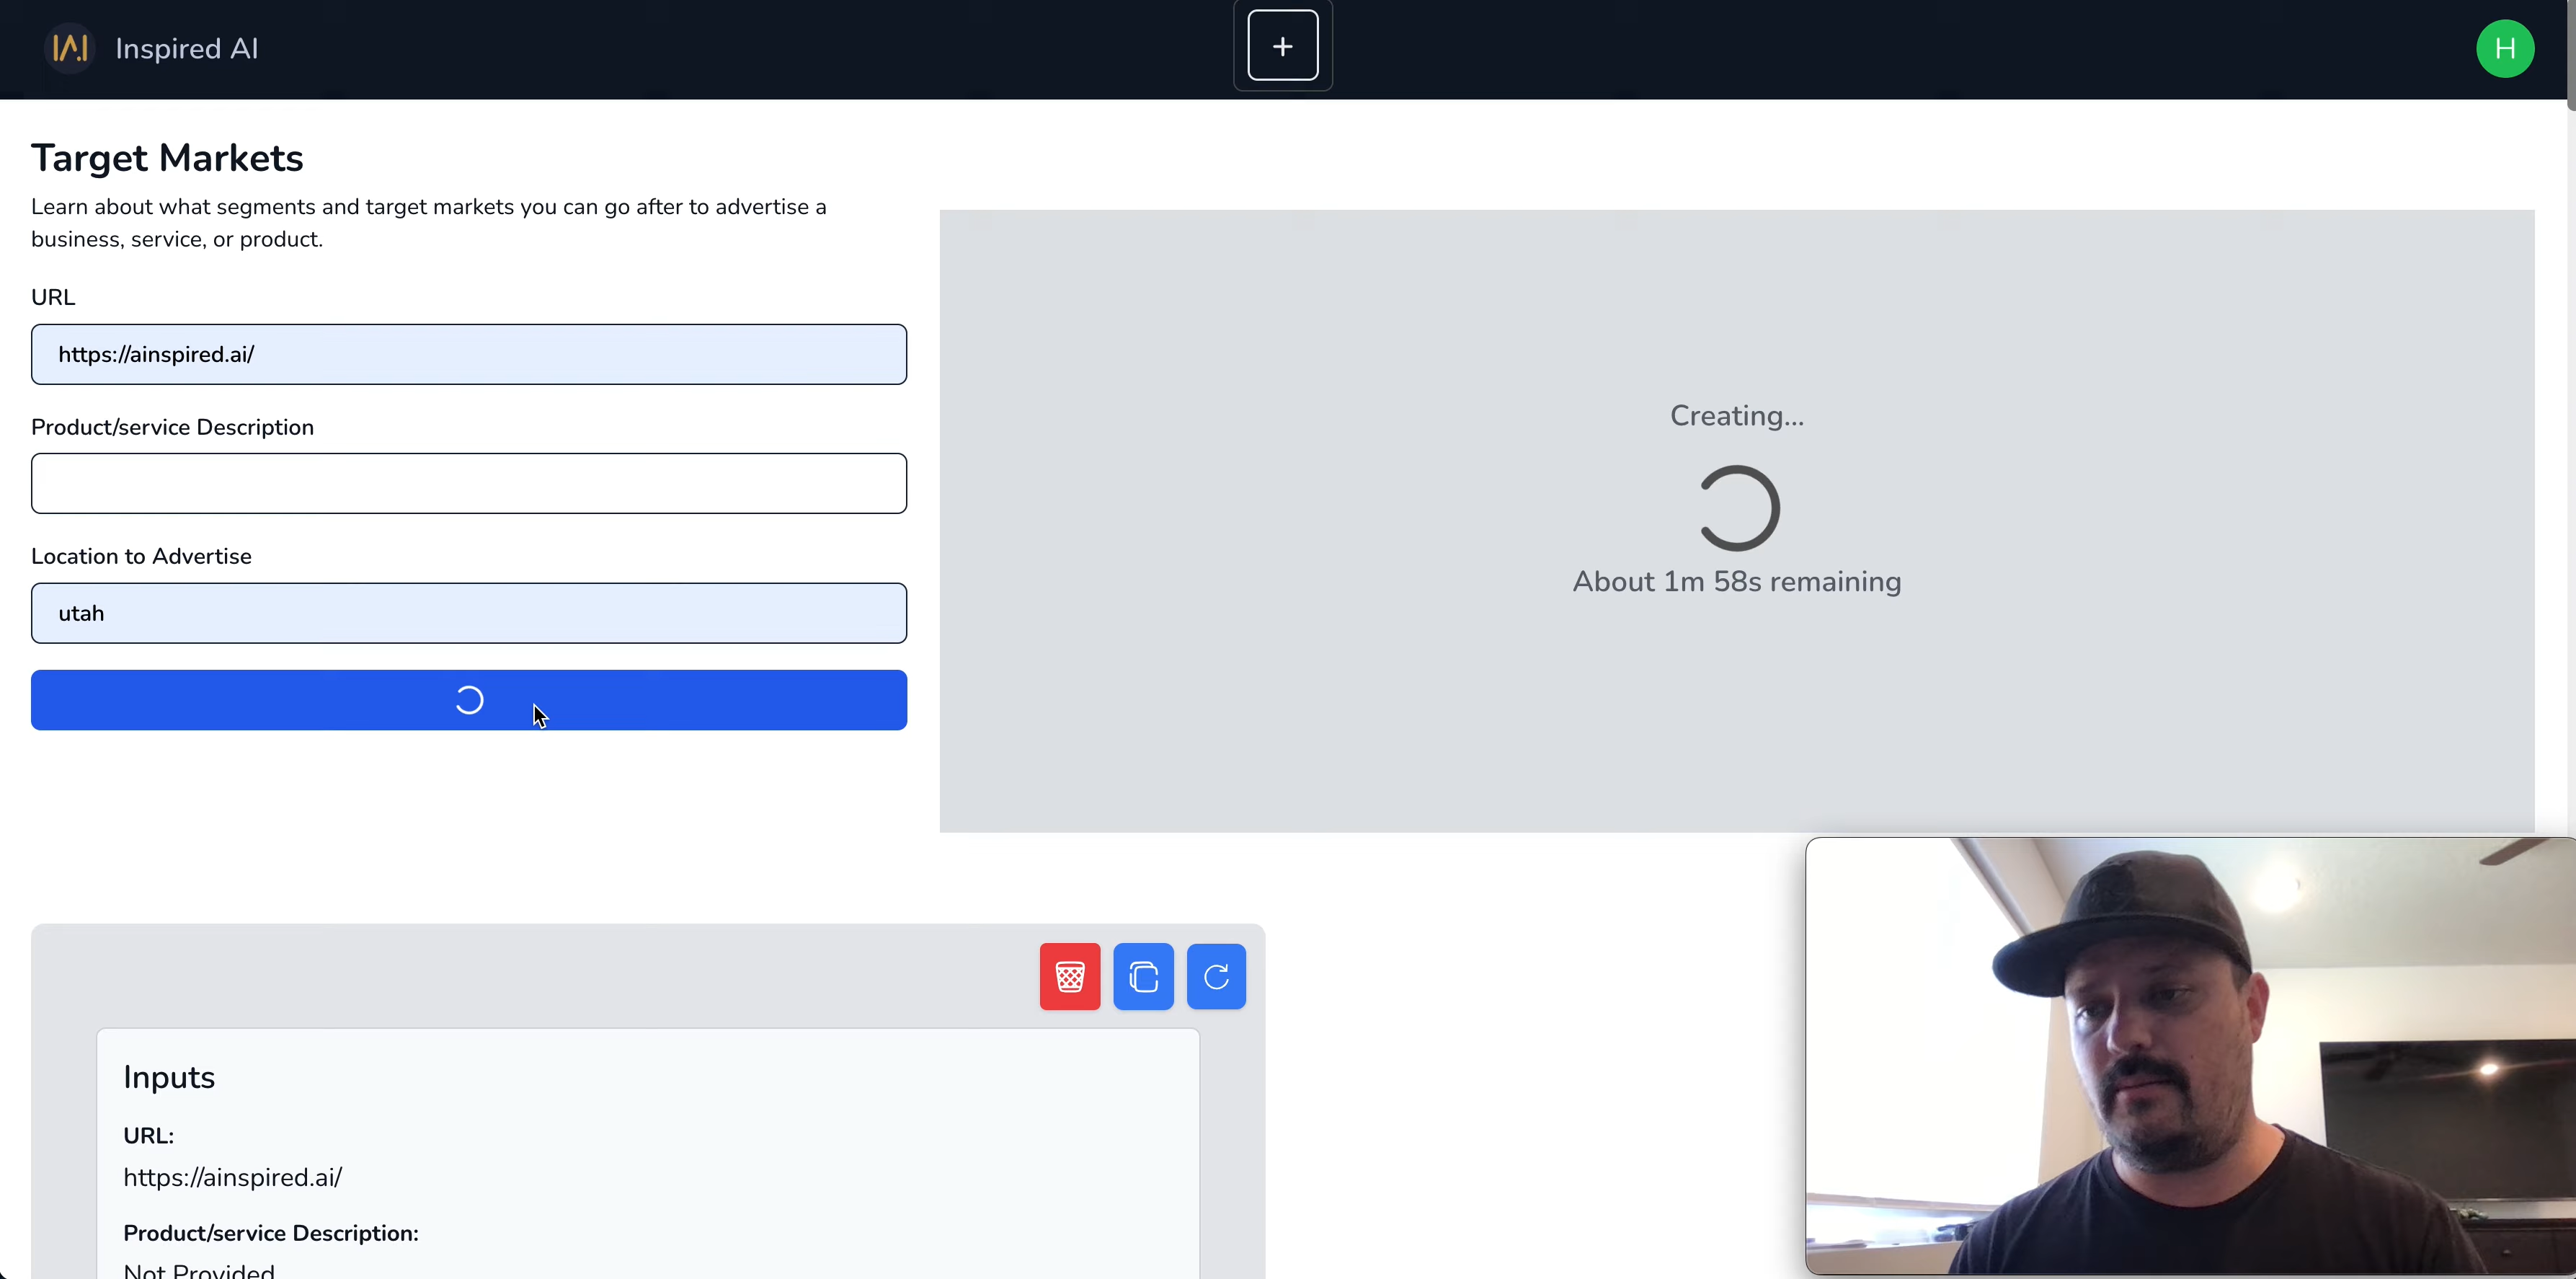 Inspired AI
+
H
Target Markets
Learn about what segments and target markets you can go after to advertise a
business, service, or product.
URL
https://ainspired.ai/
Product/service Description
Location to Advertise
utah
Creating...
About 1m 58s remaining
Inputs
URL:
https://ainspired.ai/
Product/service Description:
Not Provided